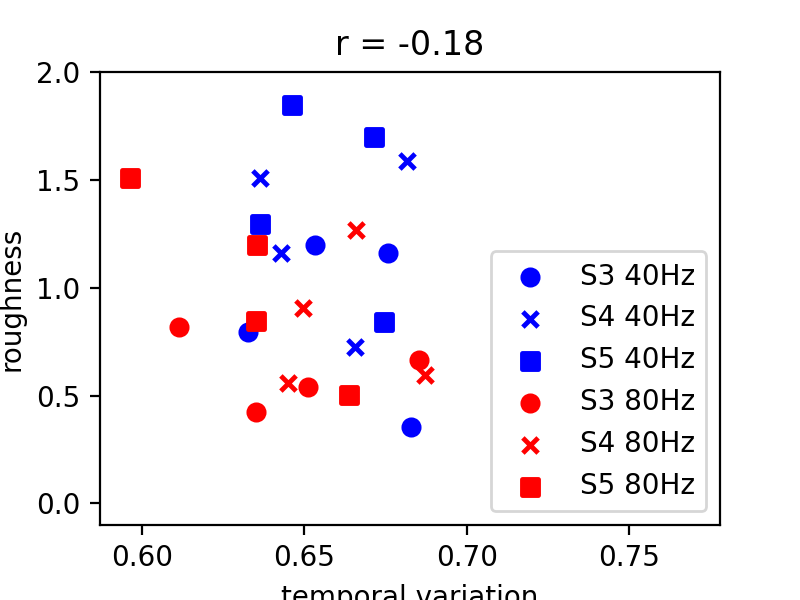 r = -0.18
2.0
1.5
1.0
0.5
0.0
roughness
S3 40Hz
S4 40Hz
S5 40Hz
S3 80Hz
S4 80Hz
S5 80Hz
0.60 0.65 0.70 0.75
temporal variation